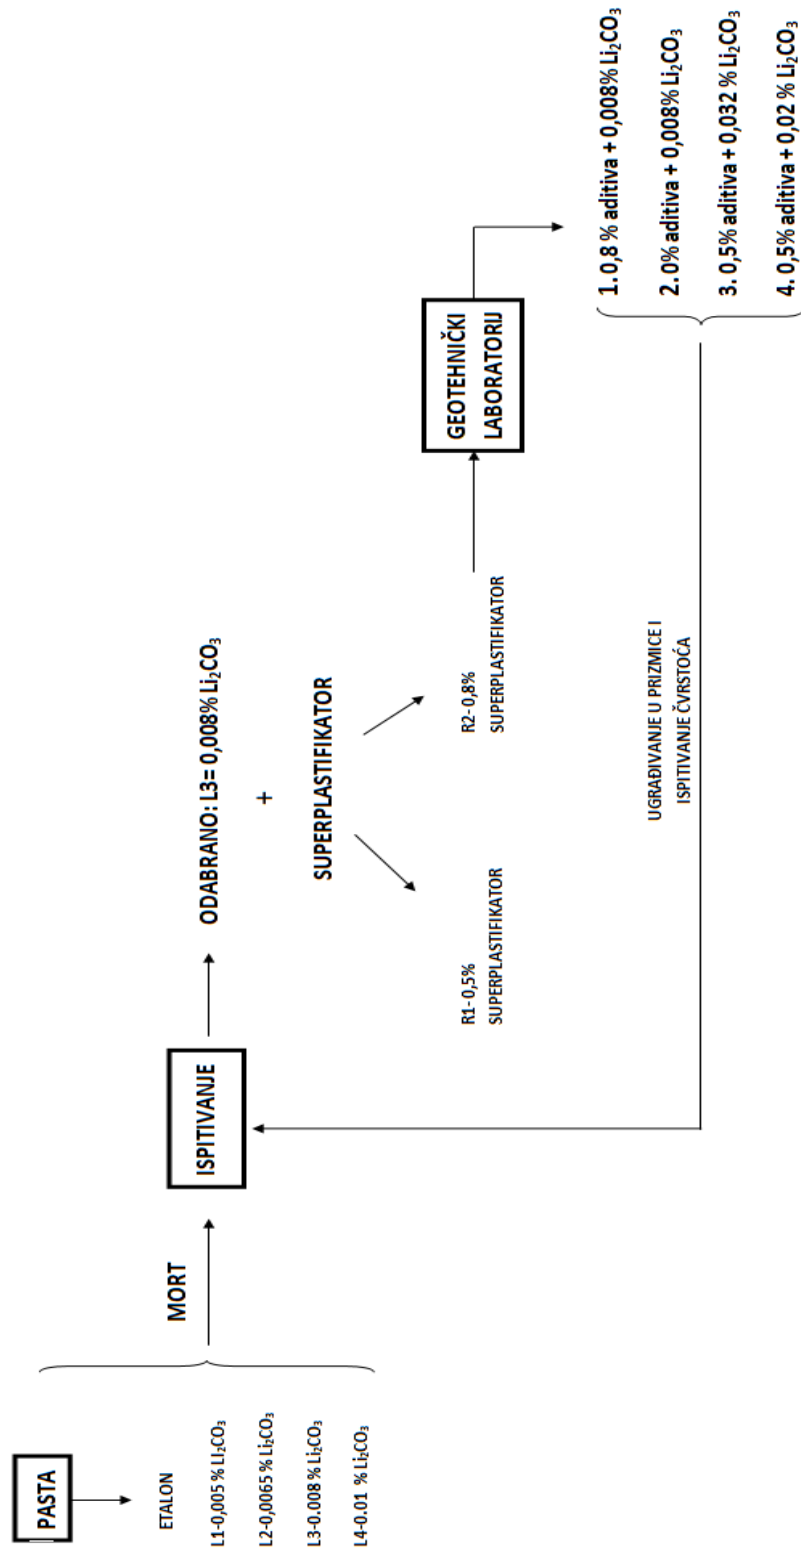 PASTA
ETALON
L1-0,005 % Li₂CO₃
L2-0,0065 % Li₂CO₃
L3-0.008 % Li₂CO₃
L4-0.01 % Li₂CO₃
MORT
ISPITIVANJE
ODABRANO: L3= 0,008% Li₂CO₃
+
SUPERPLASTIFIKATOR
R1-0,5%
SUPERPLASTIFIKATOR
R2-0,8%
SUPERPLASTIFIKATOR
GEOTEHNIČKI
LABORATORIJ
1.0,8 % aditiva + 0,008% Li₂CO₃
2.0% aditiva + 0,008% Li₂CO₃
3. 0,5% aditiva + 0,032 % Li₂CO₃
4. 0,5% aditiva + 0,02 % Li₂CO₃
UGRAĐIVANJE U PRIZMICE I
ISPITIVANJE ČVRSTOĆA